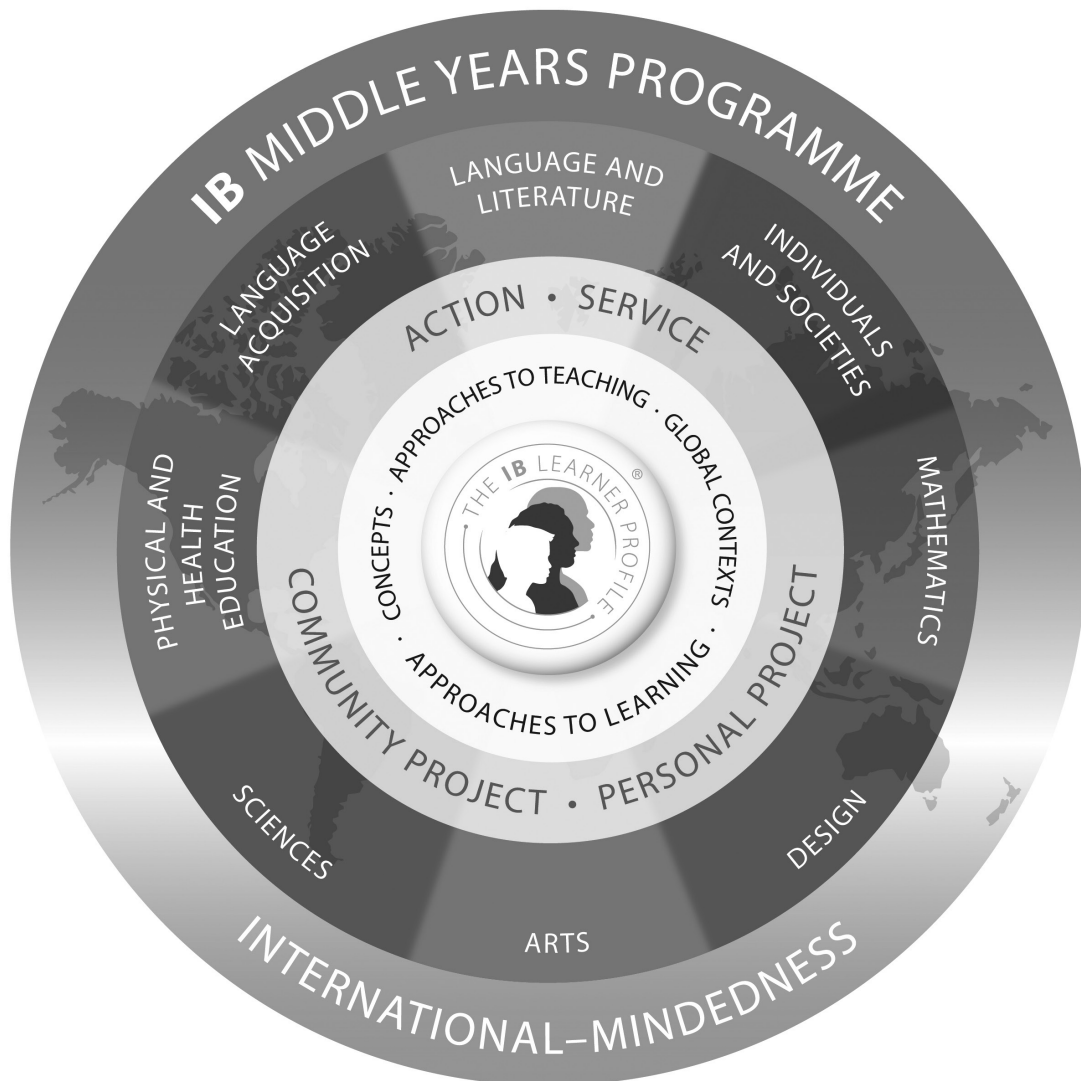 IB MIDDLE YEARS PROGRAMME
LANGUAGE AND
LITERATURE
INDIVIDUALS
AND SOCIETIES
MATHEMATICS
DESIGN
ARTS
SCIENCES
PHYSICAL AND
HEALTH
EDUCATION
LANGUAGE
ACQUISITION
ACTION • SERVICE
COMMUNITY PROJECT • PERSONAL PROJECT
CONCEPTS · APPROACHES TO TEACHING · GLOBAL CONTEXTS ·
APPROACHES TO LEARNING ·
THE IB LEARNER PROFILE ®
INTERNATIONAL–MINDEDNESS